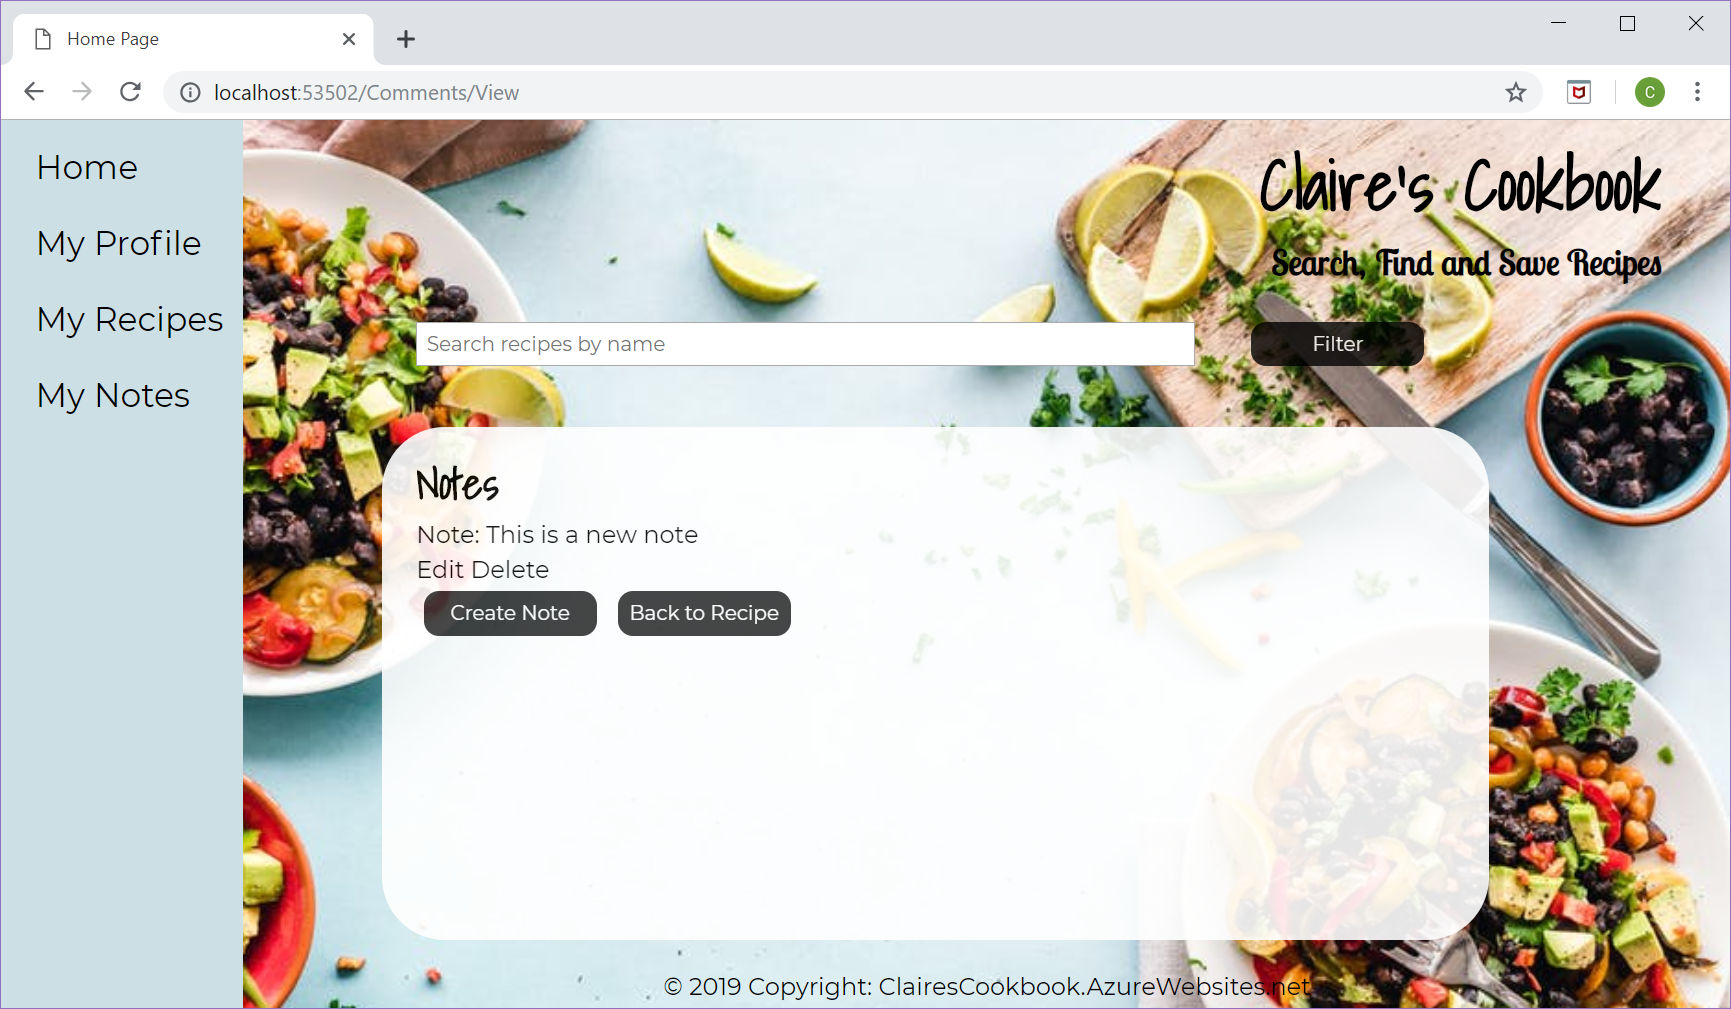 Home Page
localhost:53502/Comments/View
C
Home
My Profile
My Recipes
My Notes
Claire's Cookbook
Search, Find and Save Recipes
Search recipes by name
Filter
Notes
Note: This is a new note
Edit Delete
Create Note
Back to Recipe
© 2019 Copyright: ClairesCookbook.AzureWebsites.net